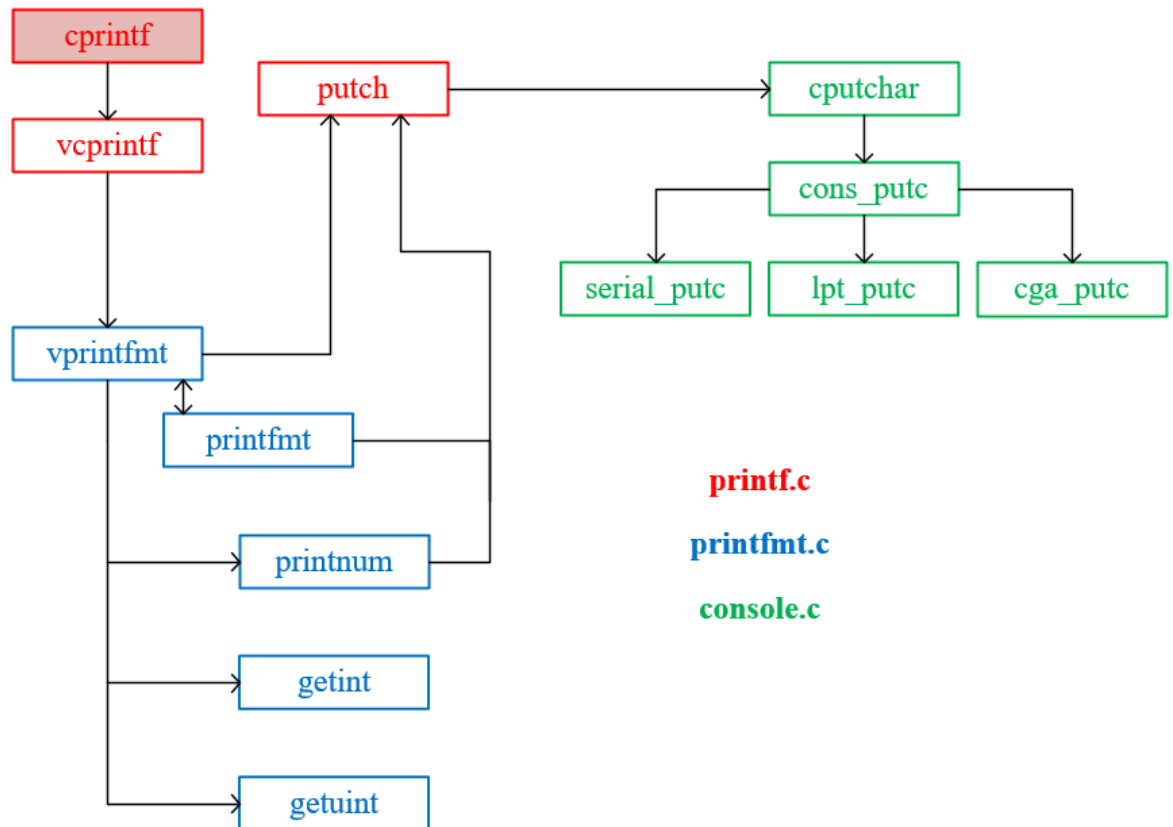 cprintf
putch
cputchar
vcprintf
cons_putc
serial_putc
lpt_putc
cga_putc
vprintfmt
printfmt
printf.c
printfmt.c
printnum
console.c
getint
getuint